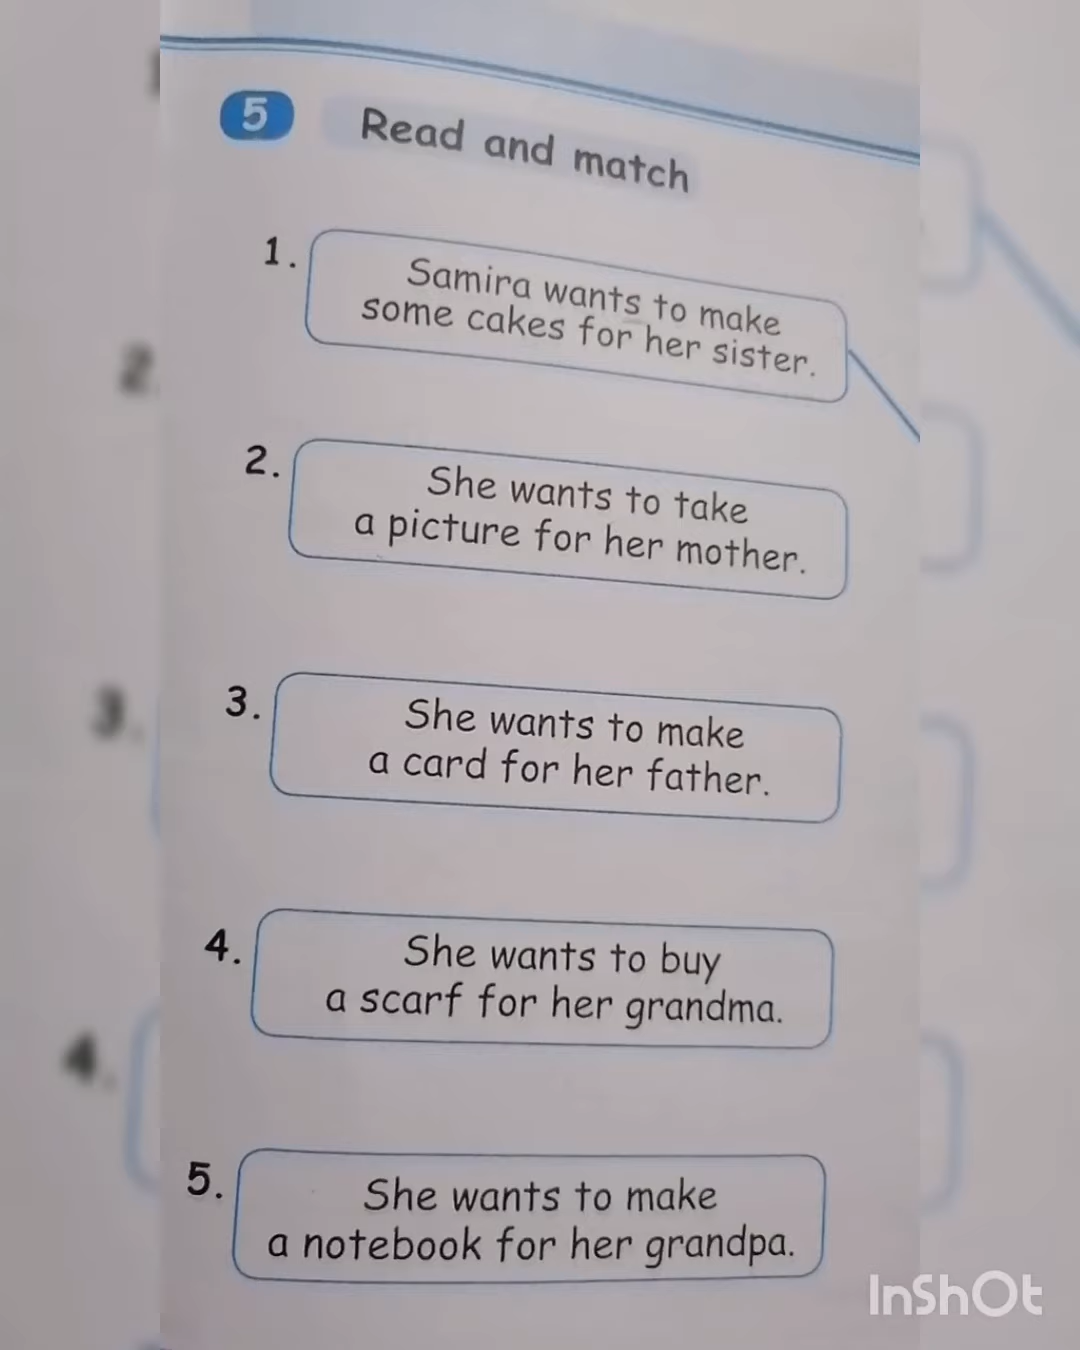 5 Read and match
1. Samira wants to make
some cakes for her sister.
2. She wants to take
a picture for her mother.
3. She wants to make
a card for her father.
4. She wants to buy
a scarf for her grandma.
5. She wants to make
a notebook for her grandpa.
InShOt